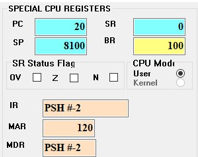 SPECIAL CPU REGISTERS
PC 20 SR 0
SP 8100 BR 100
SR Status Flag CPU Mode
OV Z N User
Kernel
IR PSH #-2
MAR 120
MDR PSH #-2